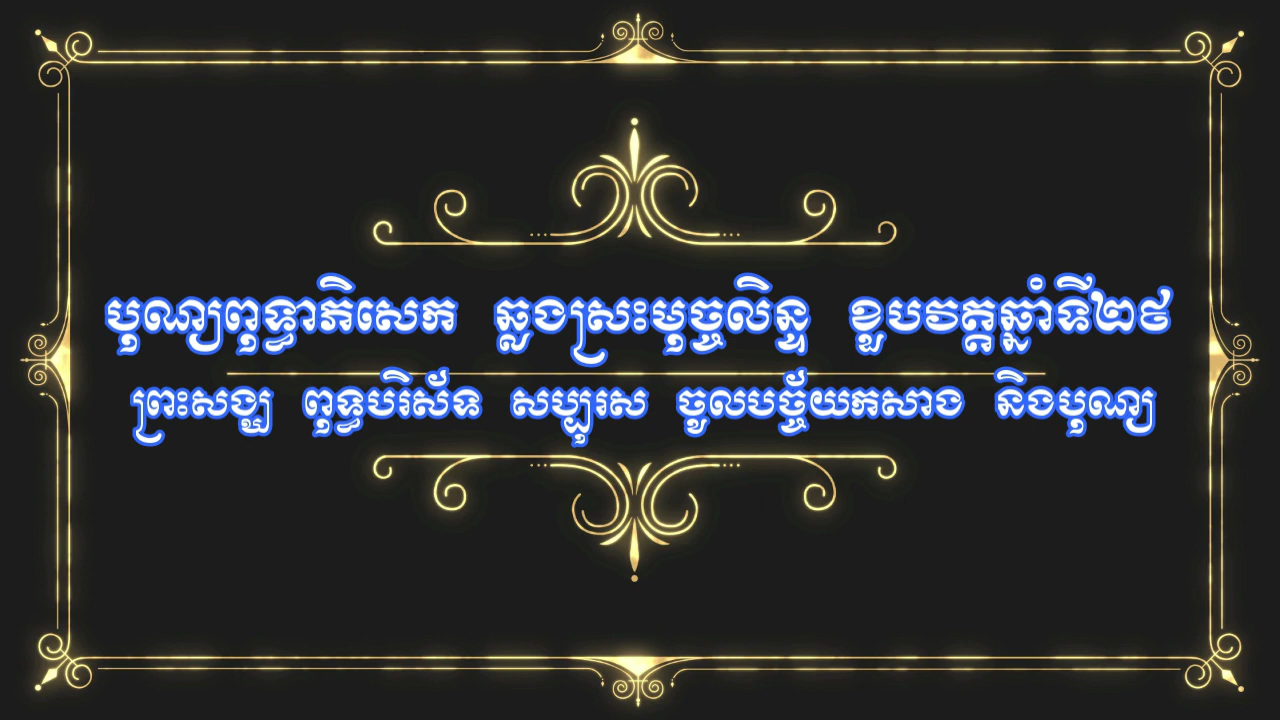 បុណ្យពុទ្ធាភិសេក ឆ្លងស្រះមុច្ចលិន្ទ ខួបវត្តឆ្នាំទី២៩
ព្រះសង្ឃ ពុទ្ធបរិស័ទ សប្បុរស ចូលបច្ច័យកសាង និងបុណ្យ